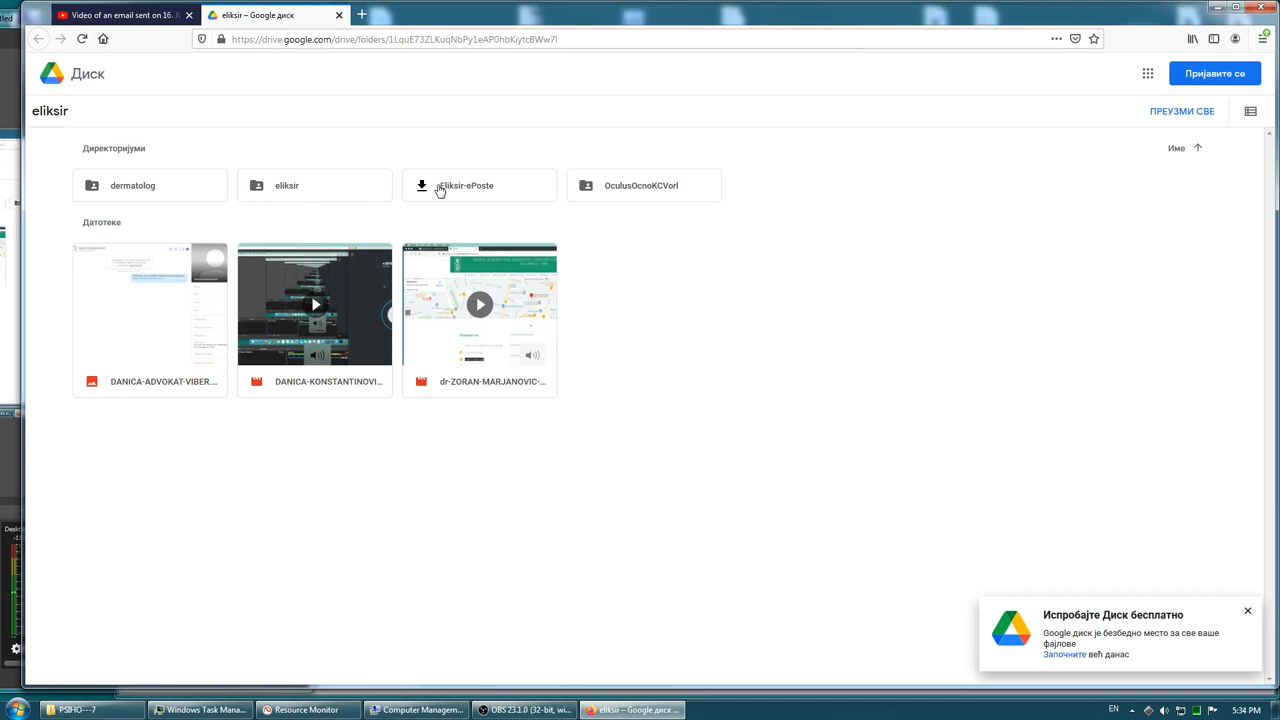 Video of an email sent on 16. J
eliksir – Google диск
https://drive.google.com/drive/folders/1LquE73ZLKuqNbPy1eAP0hbKiytcBWw7l
Диск
Пријавите се
eliksir
ПРЕУЗМИ СВЕ
Директоријуми
Име
dermatolog
eliksir
Eliksir-ePoste
OculusOcnoKCVorl
Датотеке
DANICA-ADVOKAT-VIBER....
DANICA-KONSTANTINOVI...
dr-ZORAN-MARJANOVIC-...
Испробајте Диск бесплатно
Google диск је безбедно место за све ваше
фајлове
Започните већ данас
PSIHO---7
Windows Task Mana...
Resource Monitor
Computer Managem...
OBS 23.1.0 (32-bit, wi...
eliksir – Google диск ...
EN
5:34 PM